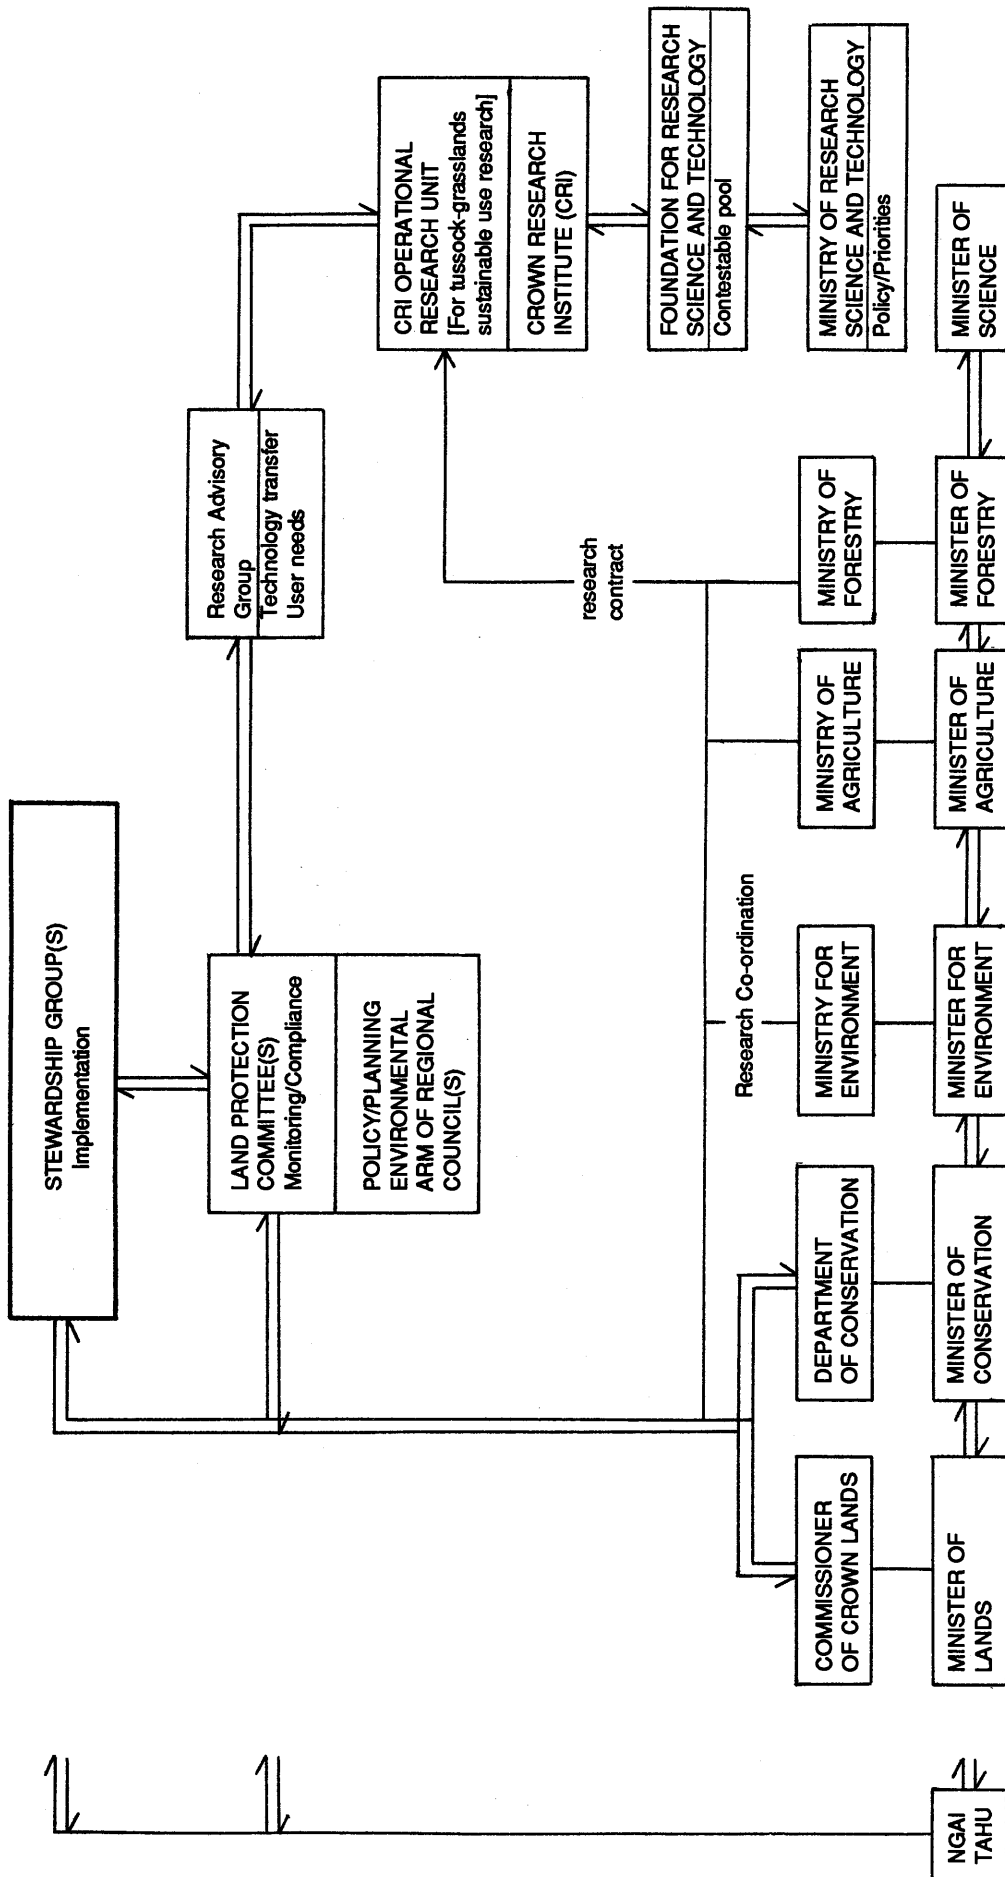 STEWARDSHIP GROUP(S)
Implementation
LAND PROTECTION
COMMITTEE(S)
Monitoring/Compliance
POLICY/PLANNING
ENVIRONMENTAL
ARM OF REGIONAL
COUNCIL(S)
Research Advisory
Group
Technology transfer
User needs
CRI OPERATIONAL
RESEARCH UNIT
[For tussock-grasslands
sustainable use research]
CROWN RESEARCH
INSTITUTE (CRI)
research
contract
FOUNDATION FOR RESEARCH
SCIENCE AND TECHNOLOGY
Contestable pool
Research Co-ordination
COMMISSIONER
OF CROWN LANDS
DEPARTMENT
OF CONSERVATION
MINISTRY FOR
ENVIRONMENT
MINISTRY OF
AGRICULTURE
MINISTRY OF
FORESTRY
MINISTRY OF RESEARCH
SCIENCE AND TECHNOLOGY
Policy/Priorities
NGAI
TAHU
MINISTER OF
LANDS
MINISTER OF
CONSERVATION
MINISTER FOR
ENVIRONMENT
MINISTER OF
AGRICULTURE
MINISTER OF
FORESTRY
MINISTER OF
SCIENCE